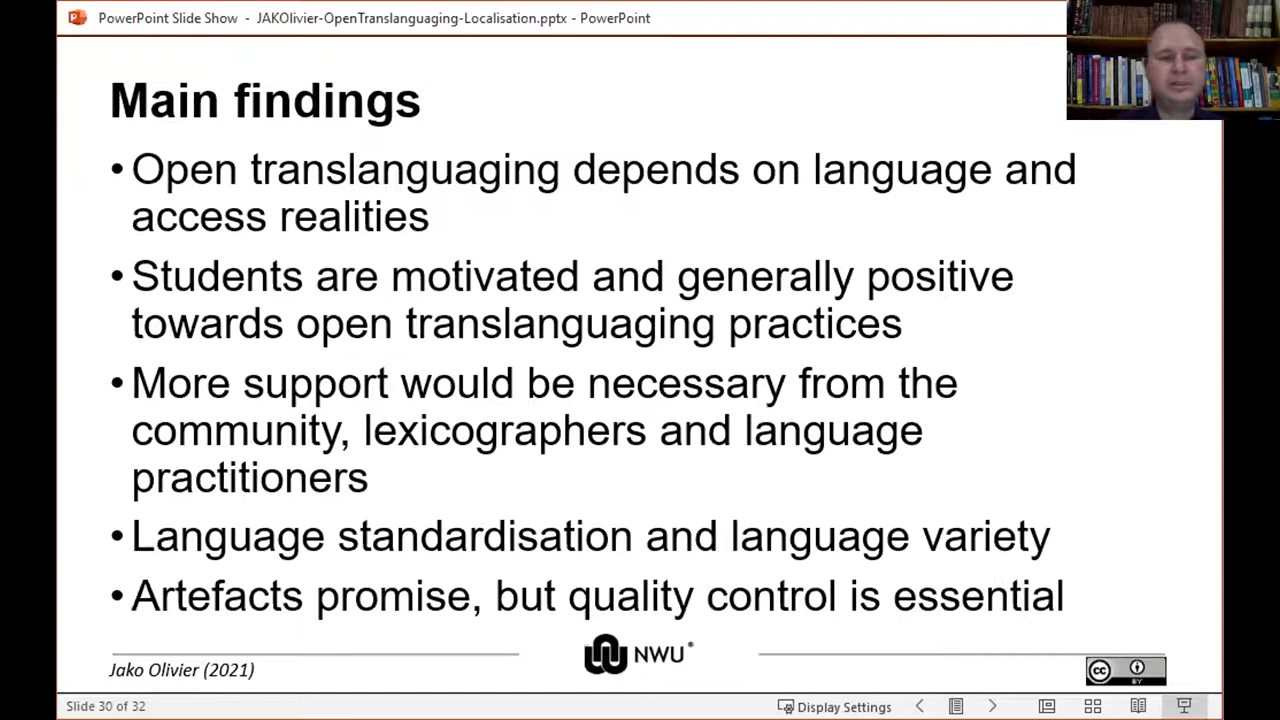 PowerPoint Slide Show - JAKOlivier-OpenTranslanguaging-Localisation.pptx - PowerPoint
Main findings
•Open translanguaging depends on language and
access realities
•Students are motivated and generally positive
towards open translanguaging practices
•More support would be necessary from the
community, lexicographers and language
practitioners
•Language standardisation and language variety
•Artefacts promise, but quality control is essential
NWU®
Jako Olivier (2021)
cc BY
Slide 30 of 32
Display Settings